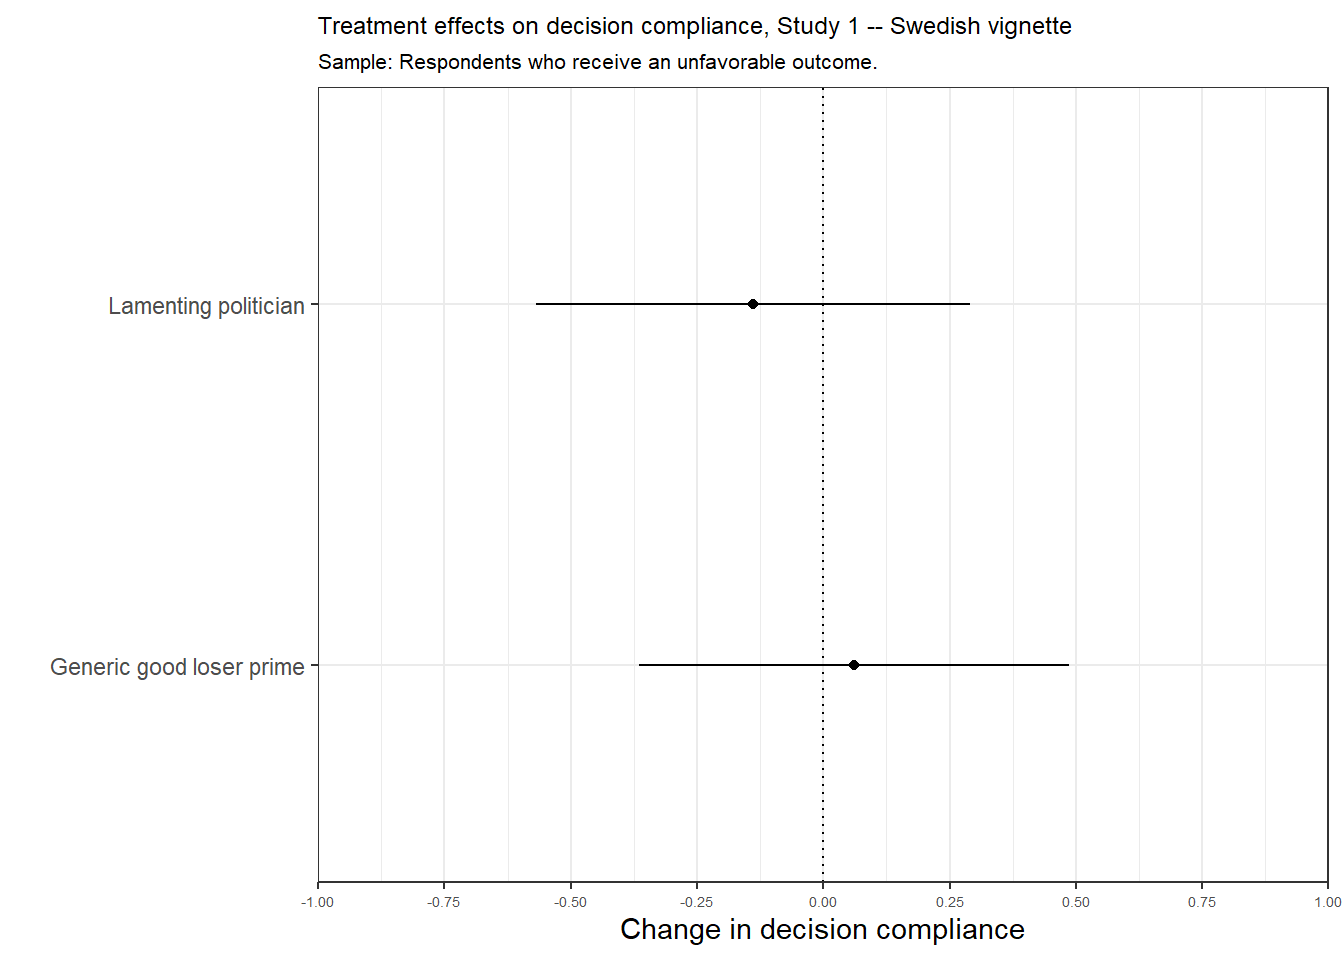 Treatment effects on decision compliance, Study 1 -- Swedish vignette
Sample: Respondents who receive an unfavorable outcome.
Lamenting politician
Generic good loser prime
-1.00 -0.75 -0.50 -0.25 0.00 0.25 0.50 0.75 1.00
Change in decision compliance